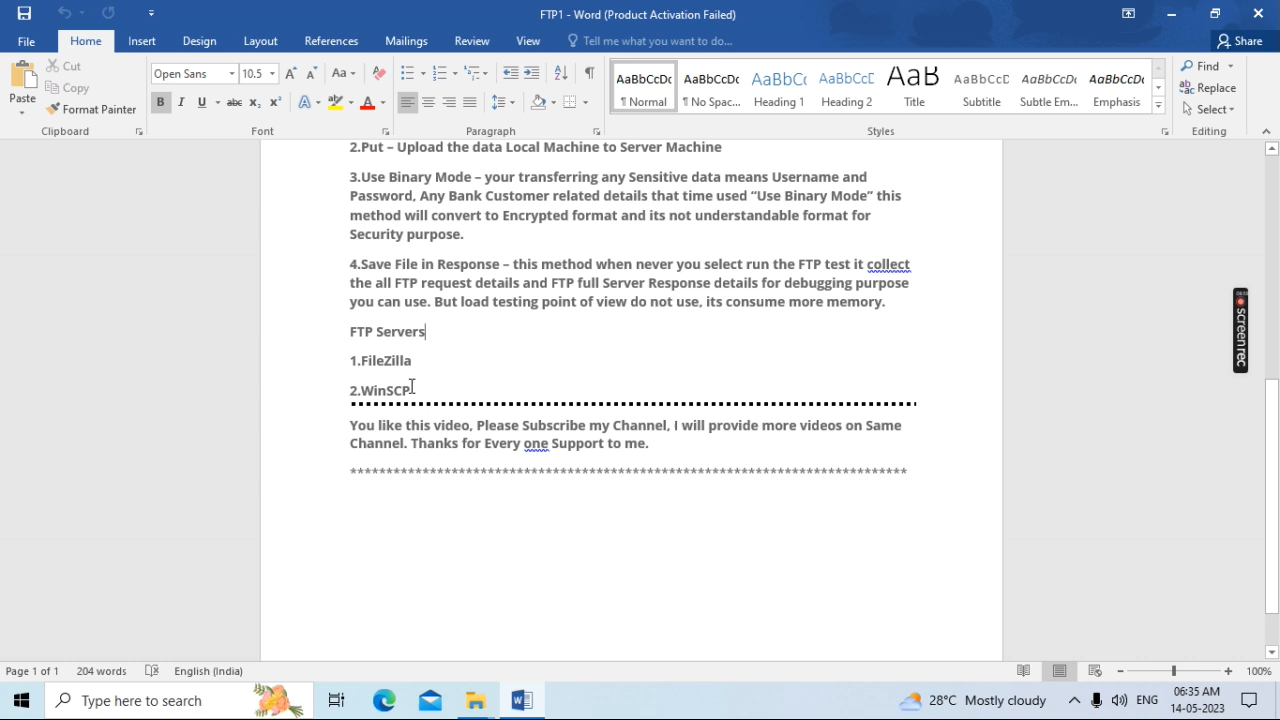 FTP1 - Word (Product Activation Failed)
File Home Insert Design Layout References Mailings Review View Tell me what you want to do... Share
Paste
Cut
Copy
Format Painter
Open Sans 10.5
AaBbCcDc AaBbCcDc AaBbCc AaBbCcD AaB AaBbCcD AaBbCcDc AaBbCcDc
¶ Normal ¶ No Spac... Heading 1 Heading 2 Title Subtitle Subtle Em... Emphasis
Find
Replace
Select
Clipboard Font Paragraph Styles Editing
2.Put – Upload the data Local Machine to Server Machine
3.Use Binary Mode – your transferring any Sensitive data means Username and
Password, Any Bank Customer related details that time used “Use Binary Mode” this
method will convert to Encrypted format and its not understandable format for
Security purpose.
4.Save File in Response – this method when never you select run the FTP test it collect
the all FTP request details and FTP full Server Response details for debugging purpose
you can use. But load testing point of view do not use, its consume more memory.
FTP Servers
1.FileZilla
2.WinSCP
You like this video, Please Subscribe my Channel, I will provide more videos on Same
Channel. Thanks for Every one Support to me.
******************************************************************************
screenrec
Page 1 of 1 204 words English (India) 100%
Type here to search 28°C Mostly cloudy ENG 06:35 AM
14-05-2023